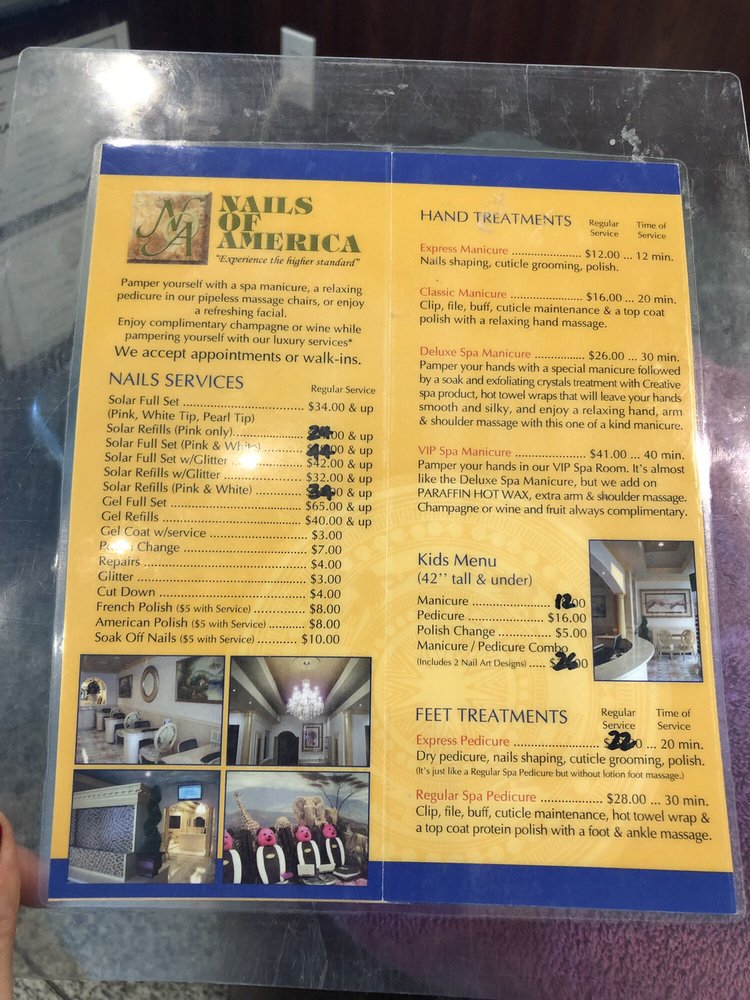 NAILS
OF
AMERICA
"Experience the higher standard"
NA
Pamper yourself with a spa manicure, a relaxing
pedicure in our pipeless massage chairs, or enjoy
a refreshing facial.
Enjoy complimentary champagne or wine while
pampering yourself with our luxury services*
We accept appointments or walk-ins.
NAILS SERVICES Regular Service
Solar Full Set ........ $34.00 & up
(Pink, White Tip, Pearl Tip)
Solar Refills (Pink only) ........ 24.00 & up
Solar Full Set (Pink & White) ........ 44.00 & up
Solar Full Set w/Glitter ........ $42.00 & up
Solar Refills w/Glitter ........ $32.00 & up
Solar Refills (Pink & White) ........ 34.00 & up
Gel Full Set ........ $65.00 & up
Gel Refills ........ $40.00 & up
Gel Coat w/service ........ $3.00
Polish Change ........ $7.00
Repairs ........ $4.00
Glitter ........ $3.00
Cut Down ........ $4.00
French Polish ($5 with Service) ........ $8.00
American Polish ($5 with Service) ........ $8.00
Soak Off Nails ($5 with Service) ........ $10.00
HAND TREATMENTS Regular Service Time of Service
Express Manicure ........ $12.00 ... 12 min.
Nails shaping, cuticle grooming, polish.
Classic Manicure ........ $16.00 ... 20 min.
Clip, file, buff, cuticle maintenance & a top coat
polish with a relaxing hand massage.
Deluxe Spa Manicure ........ $26.00 ... 30 min.
Pamper your hands with a special manicure followed
by a soak and exfoliating crystals treatment with Creative
spa product, hot towel wraps that will leave your hands
smooth and silky, and enjoy a relaxing hand, arm
& shoulder massage with this one of a kind manicure.
VIP Spa Manicure ........ $41.00 ... 40 min.
Pamper your hands in our VIP Spa Room. It's almost
like the Deluxe Spa Manicure, but we add on
PARAFFIN HOT WAX, extra arm & shoulder massage.
Champagne or wine and fruit always complimentary.
Kids Menu
(42'' tall & under)
Manicure ........ 12.00
Pedicure ........ $16.00
Polish Change ........ $5.00
Manicure / Pedicure Combo
(Includes 2 Nail Art Designs) ..... $26.00
FEET TREATMENTS Regular Service Time of Service
Express Pedicure ........ $22.00 ... 20 min.
Dry pedicure, nails shaping, cuticle grooming, polish.
(It's just like a Regular Spa Pedicure but without lotion foot massage.)
Regular Spa Pedicure ........ $28.00 ... 30 min.
Clip, file, buff, cuticle maintenance, hot towel wrap &
a top coat protein polish with a foot & ankle massage.